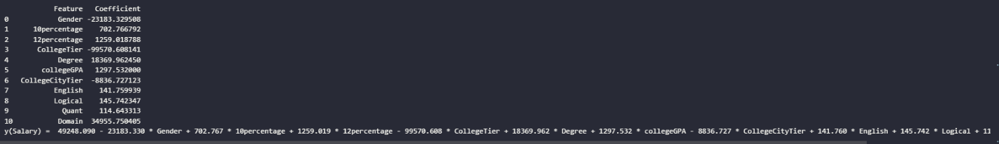 Feature Coefficient
0 Gender -23183.329508
1 10percentage 702.766792
2 12percentage 1259.018788
3 CollegeTier -99570.608141
4 Degree 18369.962450
5 collegeGPA 1297.532000
6 CollegeCityTier -8836.727123
7 English 141.759939
8 Logical 145.742347
9 Quant 114.643313
10 Domain 34955.750405
y(Salary) = 49248.090 - 23183.330 * Gender + 702.767 * 10percentage + 1259.019 * 12percentage - 99570.608 * CollegeTier + 18369.962 * Degree + 1297.532 * collegeGPA - 8836.727 * CollegeCityTier + 141.760 * English + 145.742 * Logical + 11